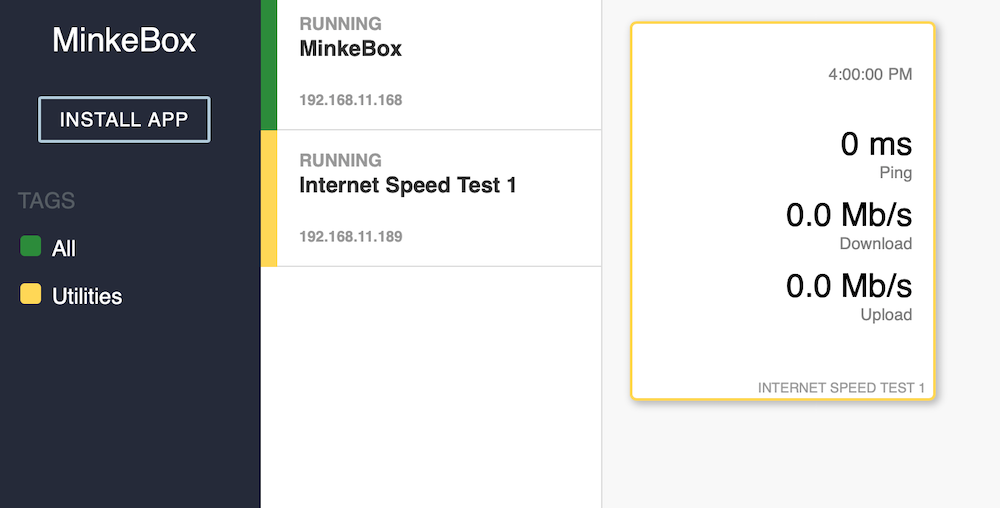 MinkeBox
INSTALL APP
TAGS
All
Utilities
RUNNING
MinkeBox
192.168.11.168
RUNNING
Internet Speed Test 1
192.168.11.189
4:00:00 PM
0 ms
Ping
0.0 Mb/s
Download
0.0 Mb/s
Upload
INTERNET SPEED TEST 1